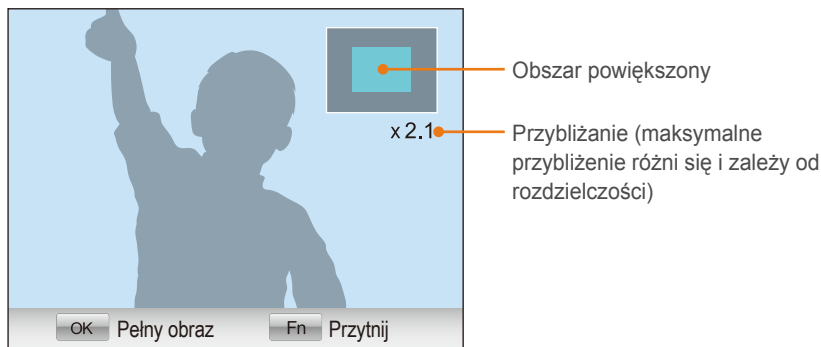 Obszar powiększony
x 2.1
Przybliżanie (maksymalne
przybliżenie różni się i zależy od
rozdzielczości)
OK Pełny obraz Fn Przytnij